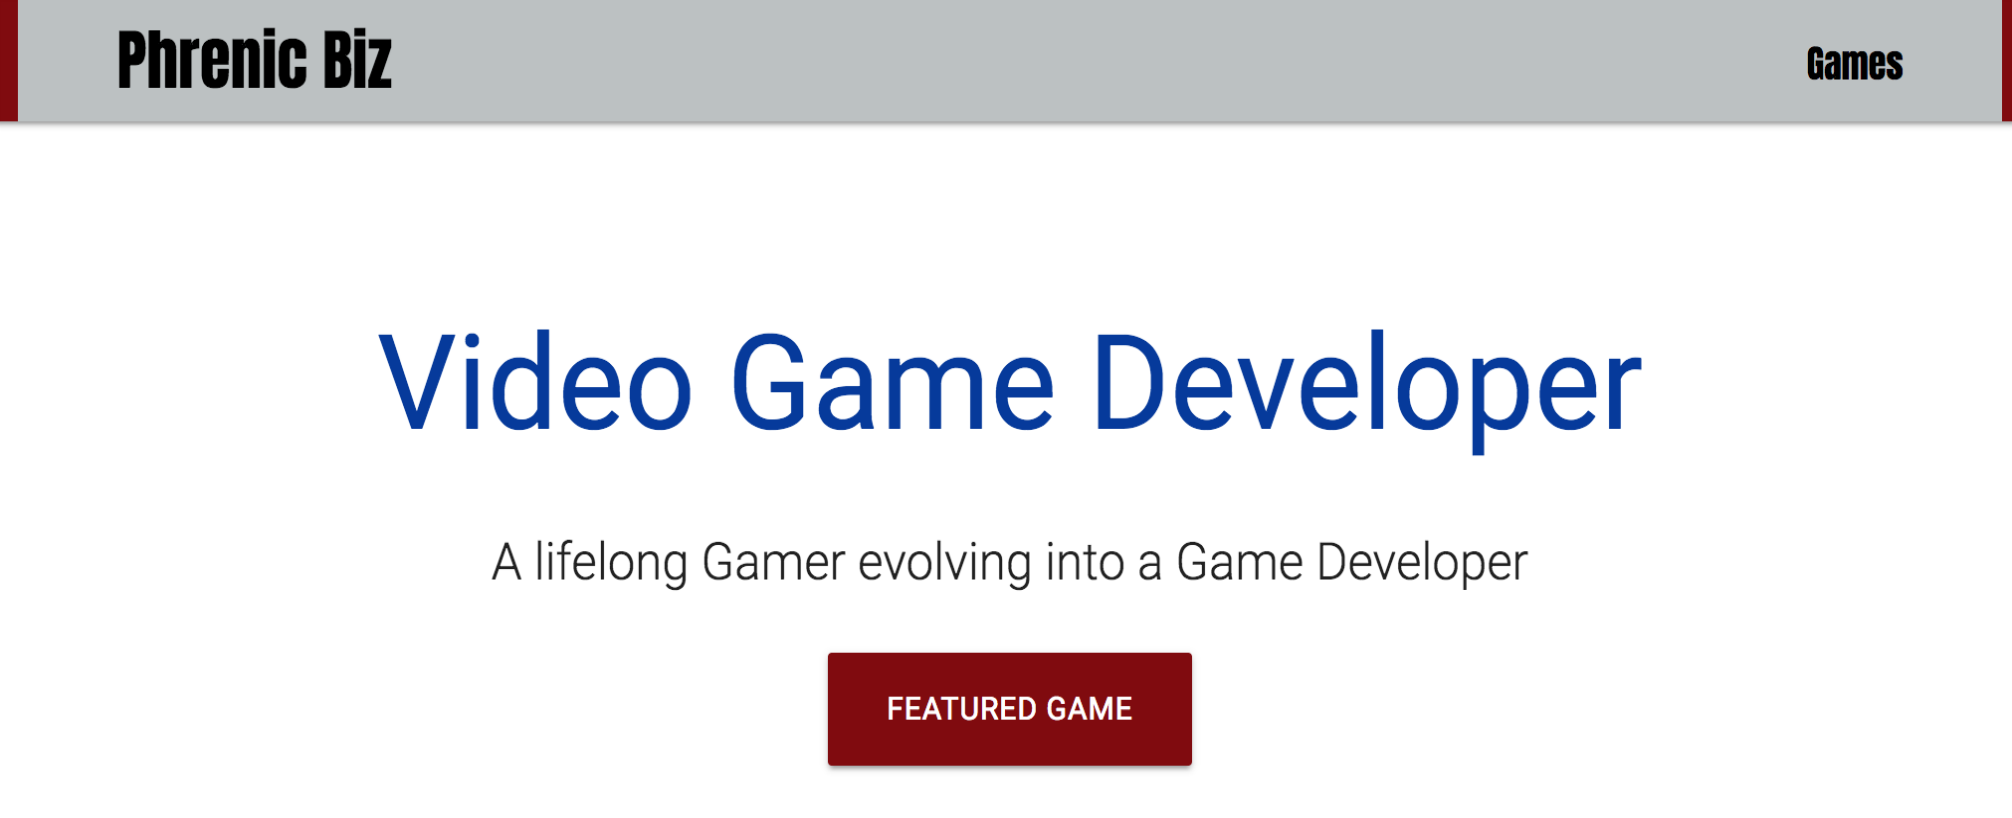 Phrenic Biz
Games
Video Game Developer
A lifelong Gamer evolving into a Game Developer
FEATURED GAME